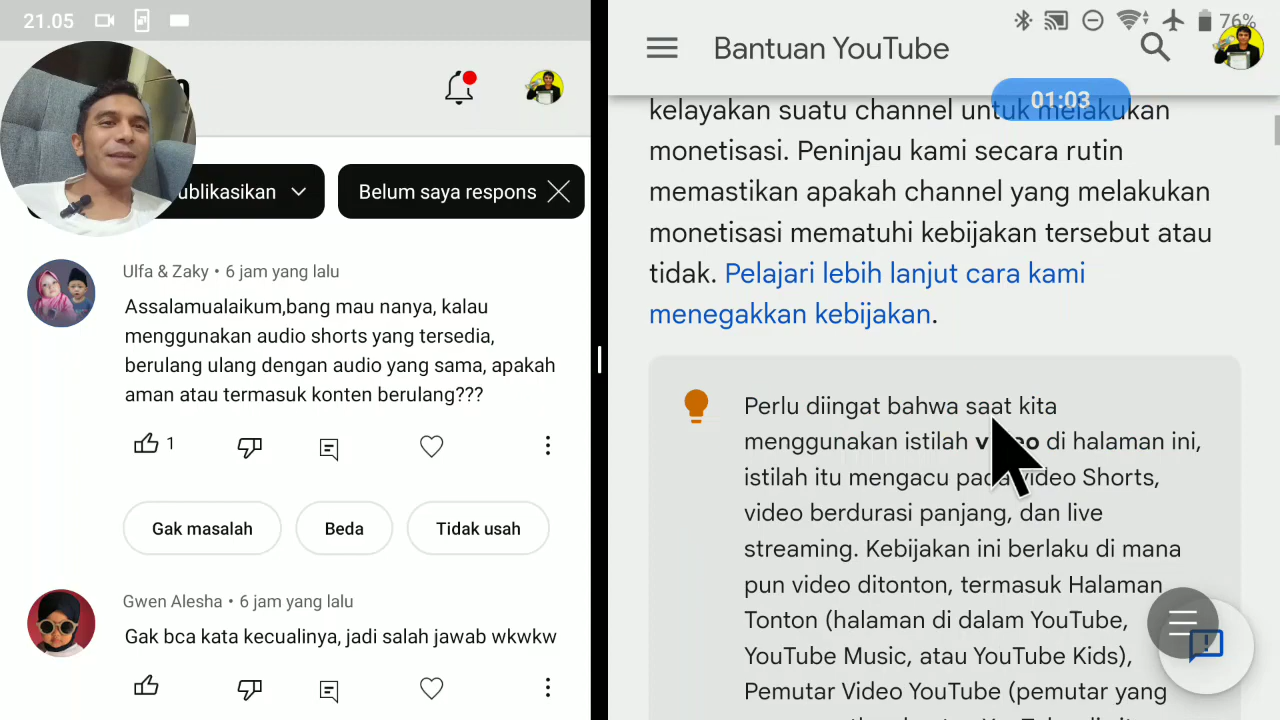 21.05
ublikasikan
Belum saya respons
Ulfa & Zaky • 6 jam yang lalu
Assalamualaikum,bang mau nanya, kalau
menggunakan audio shorts yang tersedia,
berulang ulang dengan audio yang sama, apakah
aman atau termasuk konten berulang???
1
Gak masalah
Beda
Tidak usah
Gwen Alesha • 6 jam yang lalu
Gak bca kata kecualinya, jadi salah jawab wkwkw
76%
Bantuan YouTube
01:03
kelayakan suatu channel untuk melakukan
monetisasi. Peninjau kami secara rutin
memastikan apakah channel yang melakukan
monetisasi mematuhi kebijakan tersebut atau
tidak. Pelajari lebih lanjut cara kami
menegakkan kebijakan.
Perlu diingat bahwa saat kita
menggunakan istilah video di halaman ini,
istilah itu mengacu pada video Shorts,
video berdurasi panjang, dan live
streaming. Kebijakan ini berlaku di mana
pun video ditonton, termasuk Halaman
Tonton (halaman di dalam YouTube,
YouTube Music, atau YouTube Kids),
Pemutar Video YouTube (pemutar yang